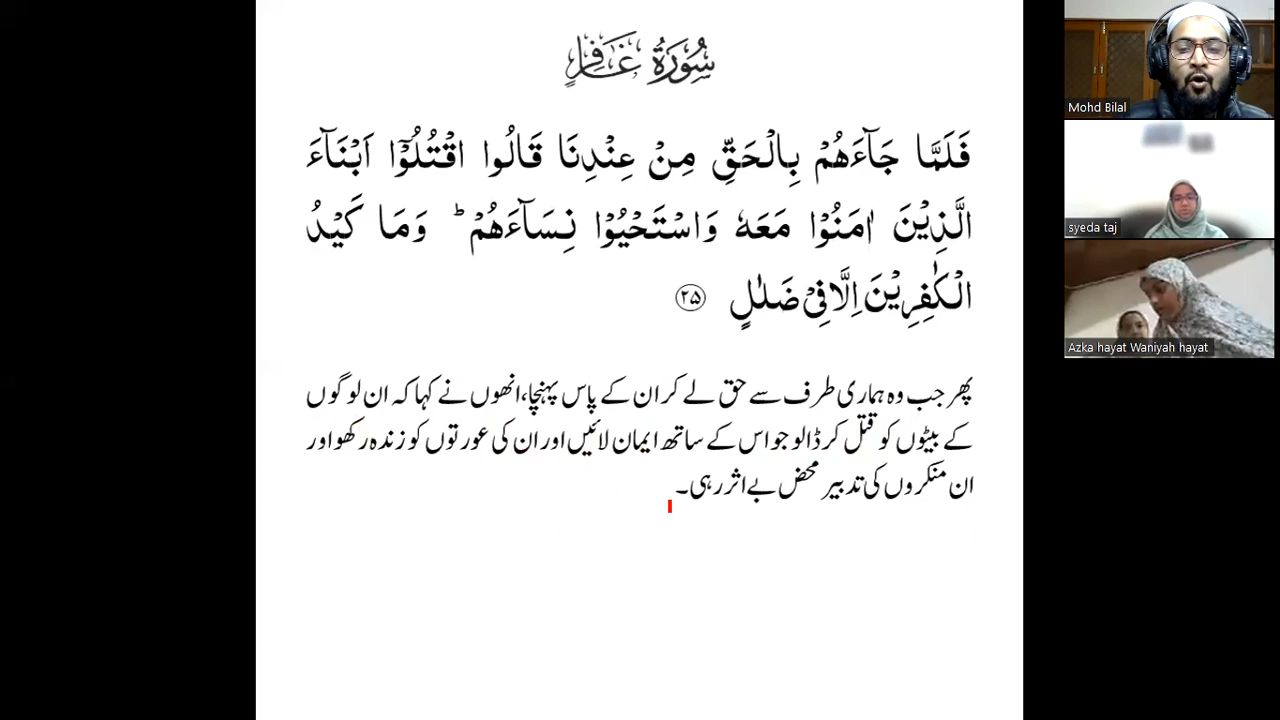 سُوۡرَةُ غَافِرٍ
فَلَمَّا جَآءَهُمۡ بِالۡحَقِّ مِنۡ عِنۡدِنَا قَالُوا اقۡتُلُوۡۤا اَبۡنَآءَ
الَّذِيۡنَ اٰمَنُوۡا مَعَهٗ وَاسۡتَحۡيُوۡا نِسَآءَهُمۡ ؕ وَمَا كَيۡدُ
الۡكٰفِرِيۡنَ اِلَّا فِىۡ ضَلٰلٍ ۲۵
پھر جب وہ ہماری طرف سے حق لے کر ان کے پاس پہنچا، انھوں نے کہا کہ ان لوگوں
کے بیٹوں کو قتل کر ڈالو جو اس کے ساتھ ایمان لائیں اور ان کی عورتوں کو زندہ رکھو اور
ان منکروں کی تدبیر محض بے اثر رہی۔
Mohd Bilal
syeda taj
Azka hayat Waniyah hayat